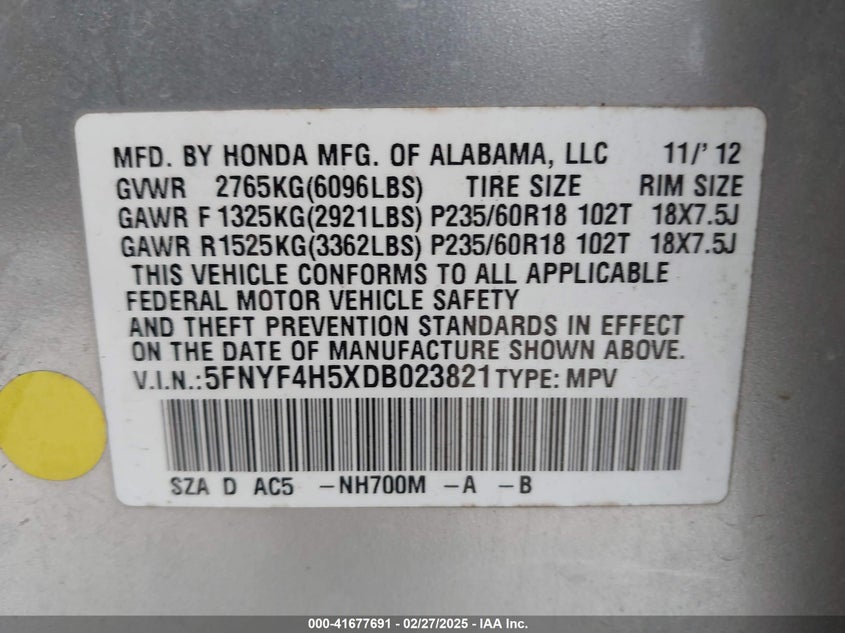 MFD. BY HONDA MFG. OF ALABAMA, LLC 11/' 12
GVWR 2765KG(6096LBS) TIRE SIZE RIM SIZE
GAWR F 1325KG(2921LBS) P235/60R18 102T 18X7.5J
GAWR R1525KG(3362LBS) P235/60R18 102T 18X7.5J
THIS VEHICLE CONFORMS TO ALL APPLICABLE
FEDERAL MOTOR VEHICLE SAFETY
AND THEFT PREVENTION STANDARDS IN EFFECT
ON THE DATE OF MANUFACTURE SHOWN ABOVE.
V.I.N.:5FNYF4H5XDB023821 TYPE: MPV
SZA D AC5 -NH700M -A -B
000-41677691 - 02/27/2025 - IAA Inc.